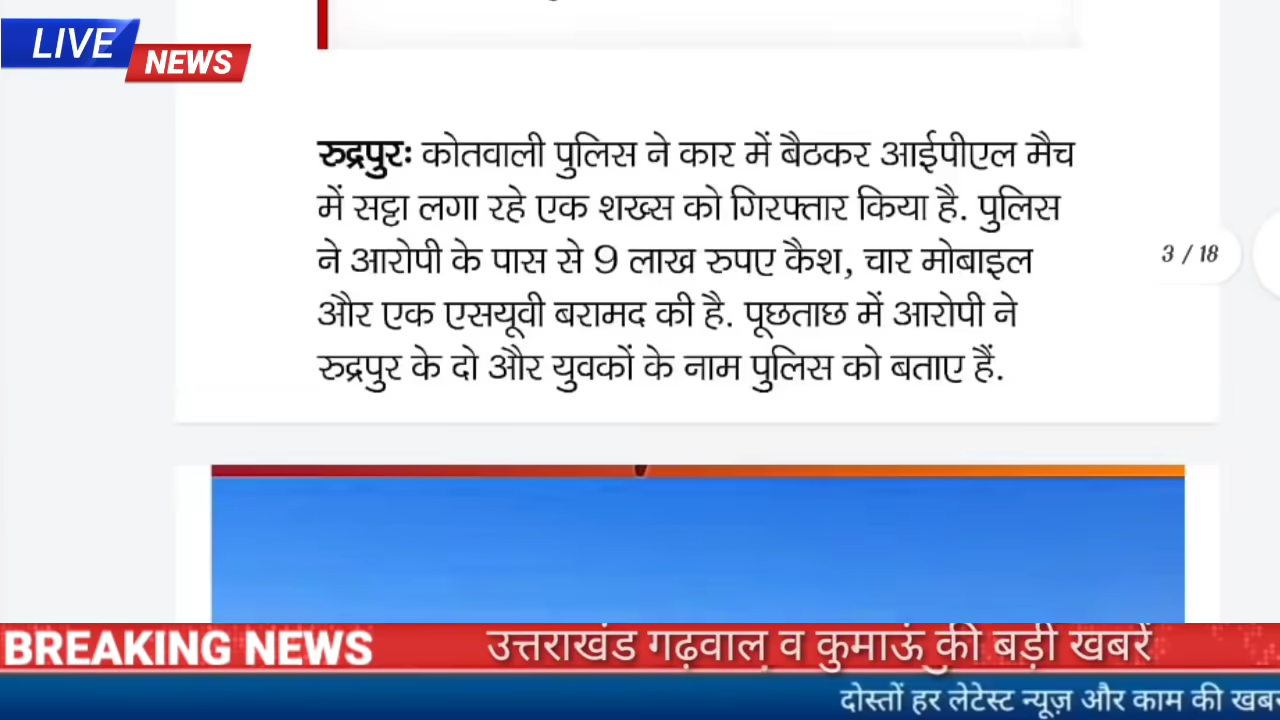 LIVE
NEWS
रुद्रपुरः कोतवाली पुलिस ने कार में बैठकर आईपीएल मैच
में सट्टा लगा रहे एक शख्स को गिरफ्तार किया है. पुलिस
ने आरोपी के पास से 9 लाख रुपए कैश, चार मोबाइल
और एक एसयूवी बरामद की है. पूछताछ में आरोपी ने
रुद्रपुर के दो और युवकों के नाम पुलिस को बताए हैं.
3 / 18
BREAKING NEWS
उत्तराखंड गढ़वाल व कुमाऊं की बड़ी खबरें
दोस्तों हर लेटेस्ट न्यूज़ और काम की